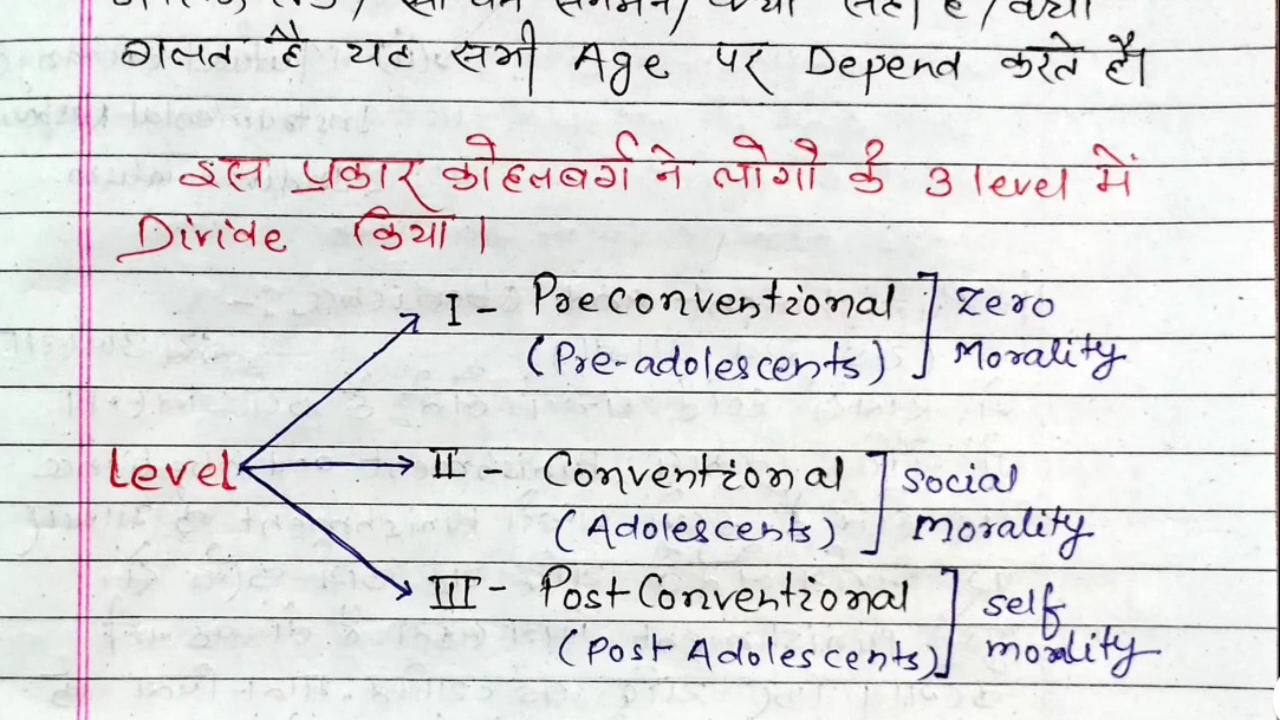 गलत है यह सभी Age पर Depend करते है।
इस प्रकार कोहलबर्ग ने लोगो के 3 level में
Divide किया।
I - Preconventional
(Pre-adolescents)
Zero
Morality
Level
II - Conventional
(Adolescents)
Social
morality
III - Post Conventional
(Post Adolescents)
self
morality